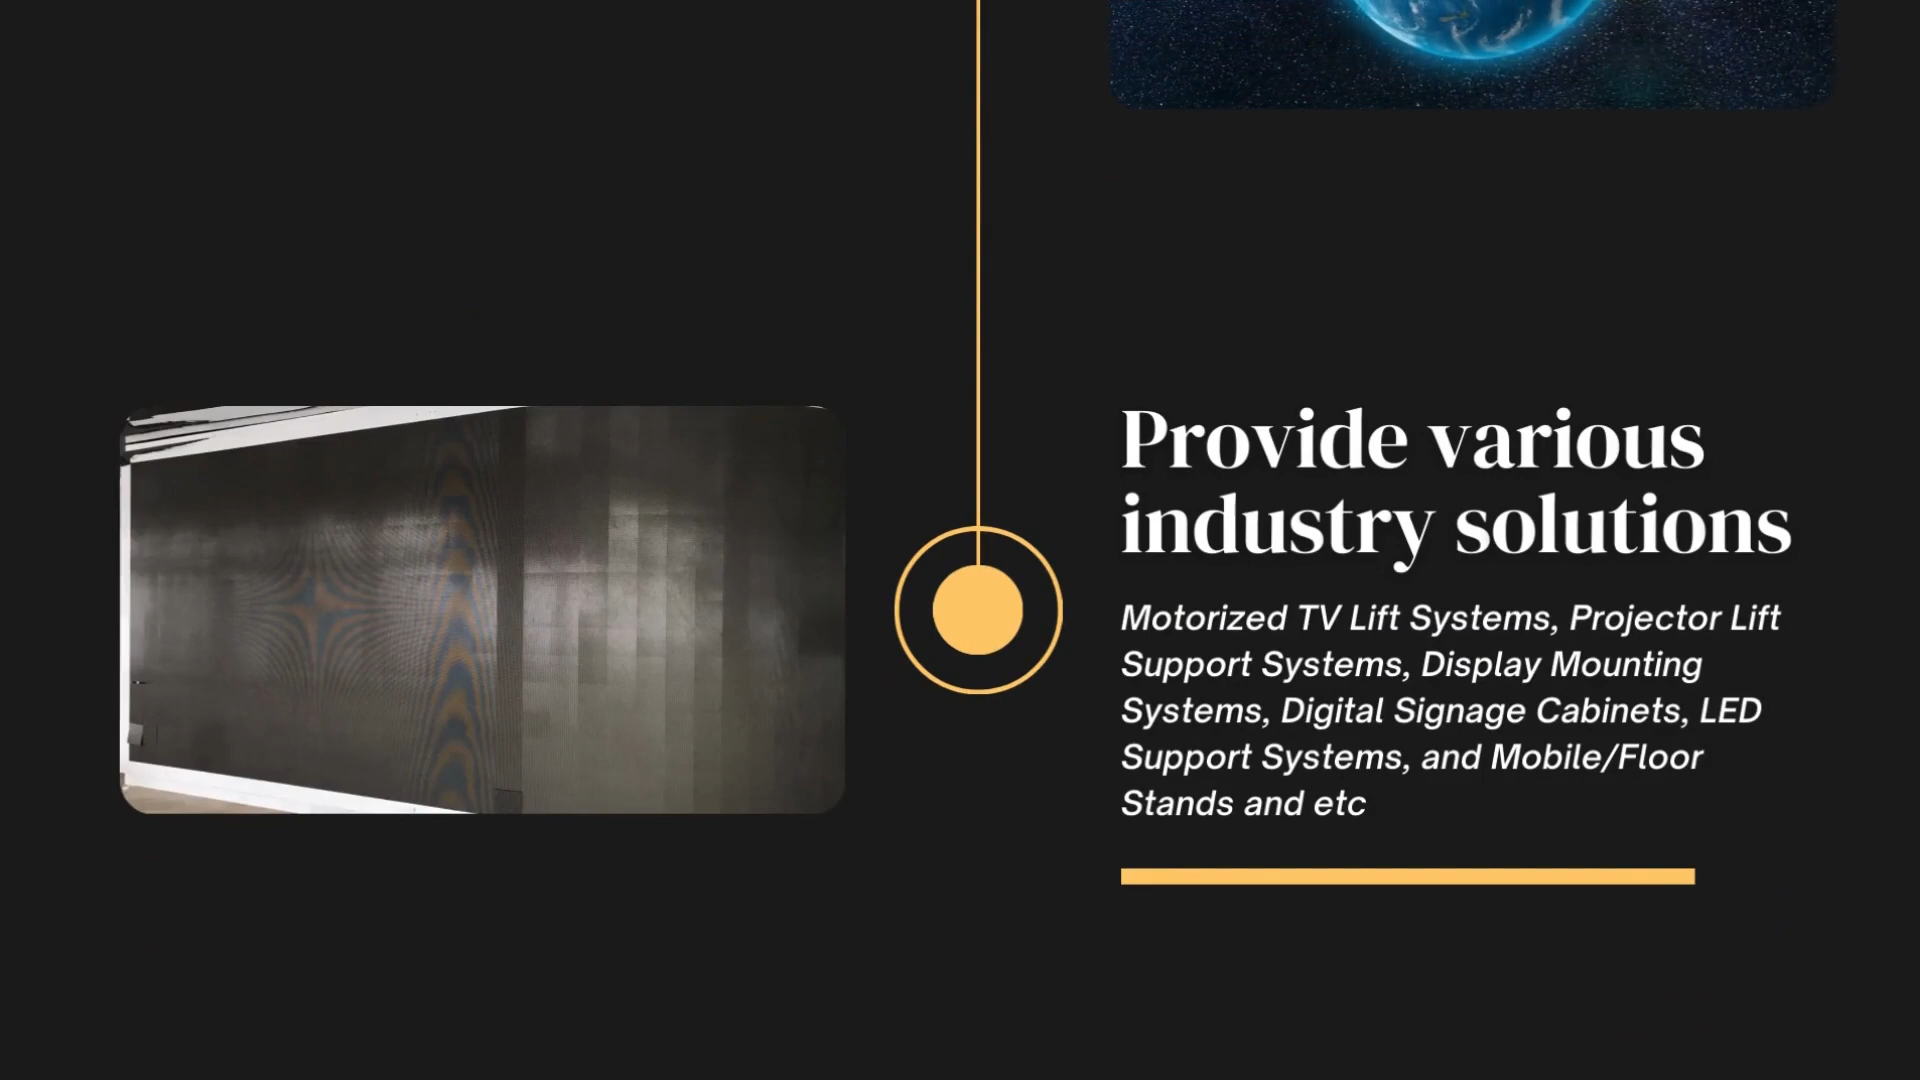 Provide various
industry solutions
Motorized TV Lift Systems, Projector Lift
Support Systems, Display Mounting
Systems, Digital Signage Cabinets, LED
Support Systems, and Mobile/Floor
Stands and etc